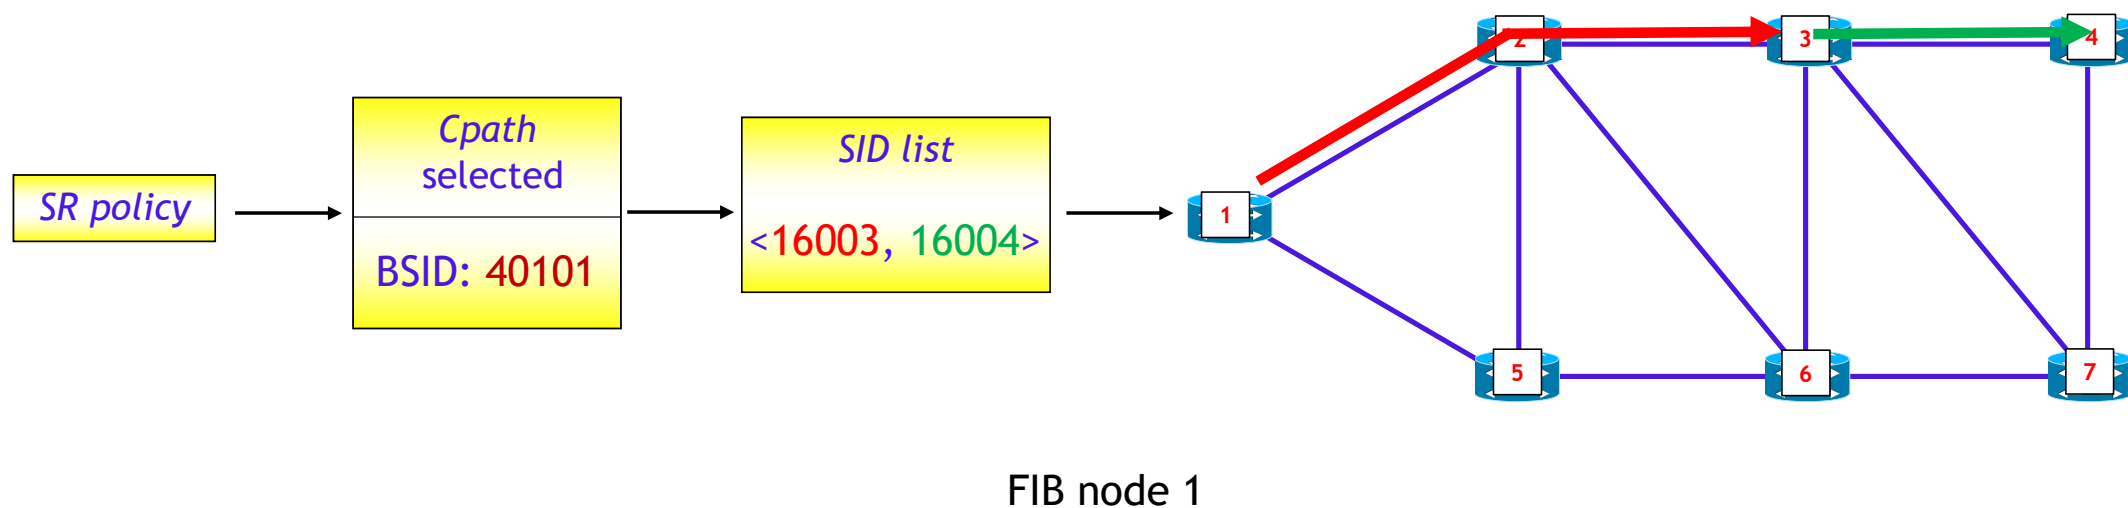 SR policy
Cpath
selected
BSID: 40101
SID list
<16003, 16004>
1
2
3
4
5
6
7
FIB node 1